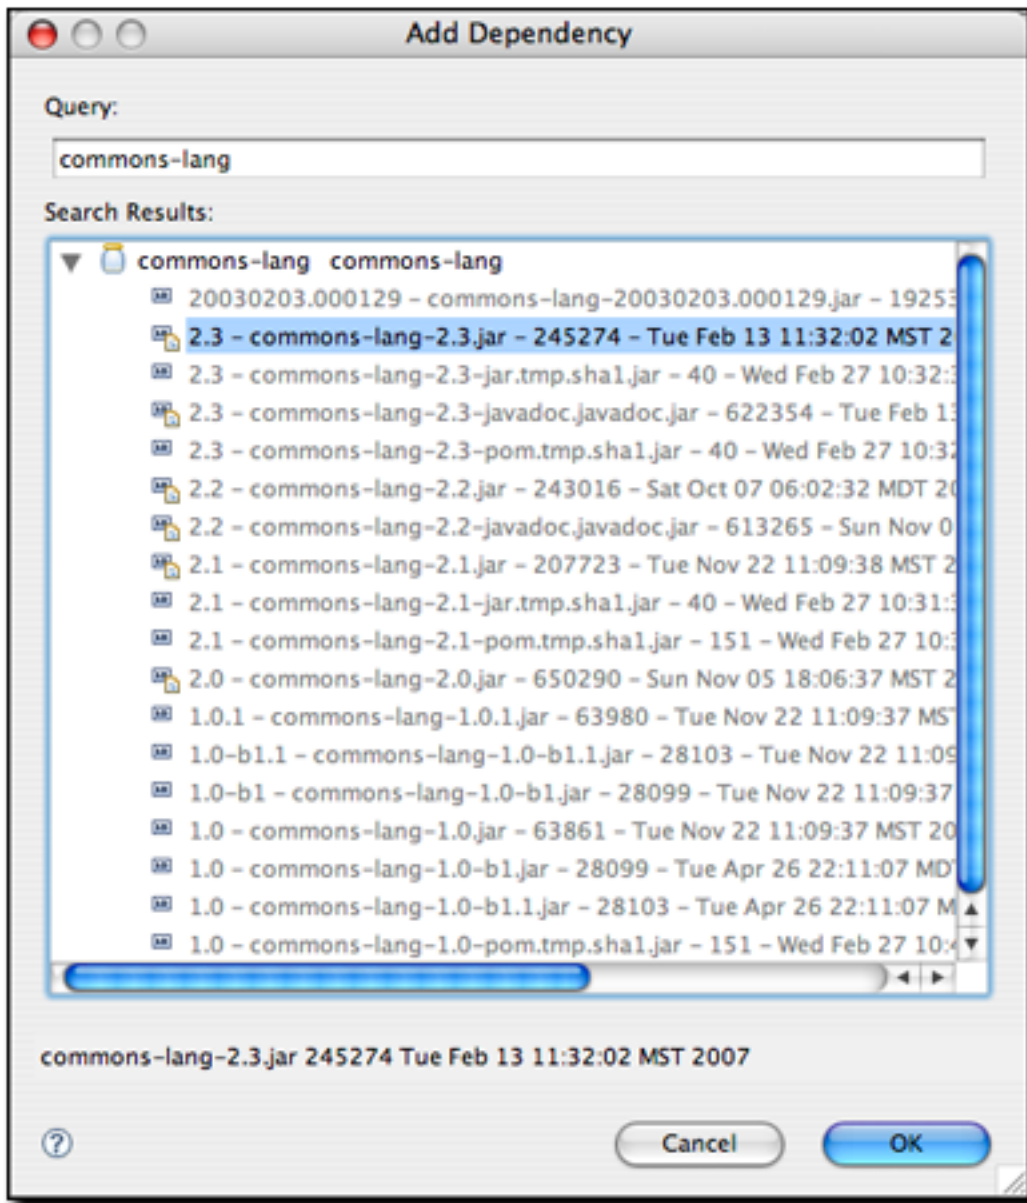 Add Dependency
Query:
commons-lang
Search Results:
commons-lang commons-lang
20030203.000129 – commons-lang-20030203.000129.jar – 19253
2.3 – commons-lang-2.3.jar – 245274 – Tue Feb 13 11:32:02 MST 2
2.3 – commons-lang-2.3-jar.tmp.sha1.jar – 40 – Wed Feb 27 10:32:
2.3 – commons-lang-2.3-javadoc.javadoc.jar – 622354 – Tue Feb 13
2.3 – commons-lang-2.3-pom.tmp.sha1.jar – 40 – Wed Feb 27 10:32
2.2 – commons-lang-2.2.jar – 243016 – Sat Oct 07 06:02:32 MDT 20
2.2 – commons-lang-2.2-javadoc.javadoc.jar – 613265 – Sun Nov 0
2.1 – commons-lang-2.1.jar – 207723 – Tue Nov 22 11:09:38 MST 2
2.1 – commons-lang-2.1-jar.tmp.sha1.jar – 40 – Wed Feb 27 10:31:
2.1 – commons-lang-2.1-pom.tmp.sha1.jar – 151 – Wed Feb 27 10:
2.0 – commons-lang-2.0.jar – 650290 – Sun Nov 05 18:06:37 MST 2
1.0.1 – commons-lang-1.0.1.jar – 63980 – Tue Nov 22 11:09:37 MST
1.0-b1.1 – commons-lang-1.0-b1.1.jar – 28103 – Tue Nov 22 11:09
1.0-b1 – commons-lang-1.0-b1.jar – 28099 – Tue Nov 22 11:09:37
1.0 – commons-lang-1.0.jar – 63861 – Tue Nov 22 11:09:37 MST 20
1.0 – commons-lang-1.0-b1.jar – 28099 – Tue Apr 26 22:11:07 MDT
1.0 – commons-lang-1.0-b1.1.jar – 28103 – Tue Apr 26 22:11:07 M
1.0 – commons-lang-1.0-pom.tmp.sha1.jar – 151 – Wed Feb 27 10:
commons-lang-2.3.jar 245274 Tue Feb 13 11:32:02 MST 2007
?
Cancel
OK